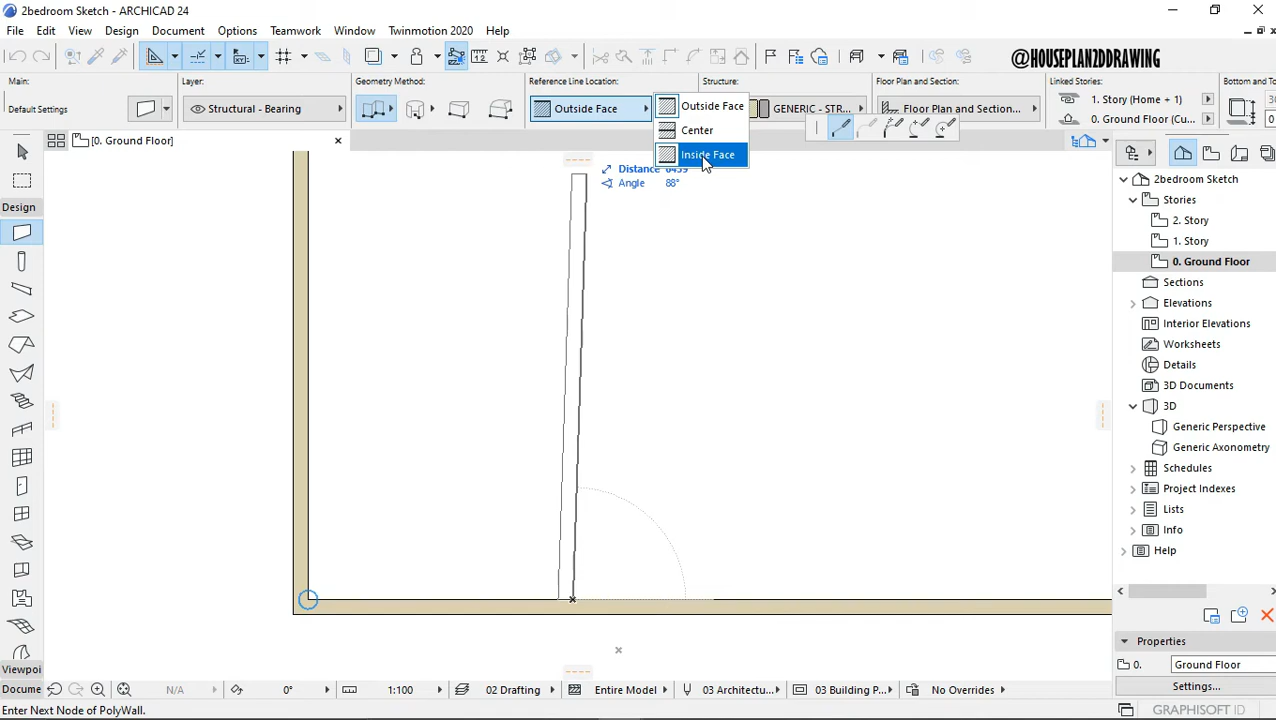 2bedroom Sketch - ARCHICAD 24
File Edit View Design Document Options Teamwork Twinmotion 2020 Window Help
@HOUSEPLAN2DDRAWING
Main: Layer: Geometry Method: Reference Line Location: Structure: Floor Plan and Section: Linked Stories: Bottom and To
Default Settings Structural - Bearing Outside Face GENERIC - STR... Floor Plan and Section... 1. Story (Home + 1)
0. Ground Floor (Cu...
Outside Face
Center
Inside Face
[0. Ground Floor]
Distance
Angle 88°
Design
2bedroom Sketch
Stories
2. Story
1. Story
0. Ground Floor
Sections
Elevations
Interior Elevations
Worksheets
Details
3D Documents
3D
Generic Perspective
Generic Axonometry
Schedules
Project Indexes
Lists
Info
Help
Properties
0. Ground Floor
Settings...
Viewpoi
Docume N/A 0° 1:100 02 Drafting Entire Model 03 Architectu... 03 Building P... No Overrides
Enter Next Node of PolyWall.
GRAPHISOFT ID